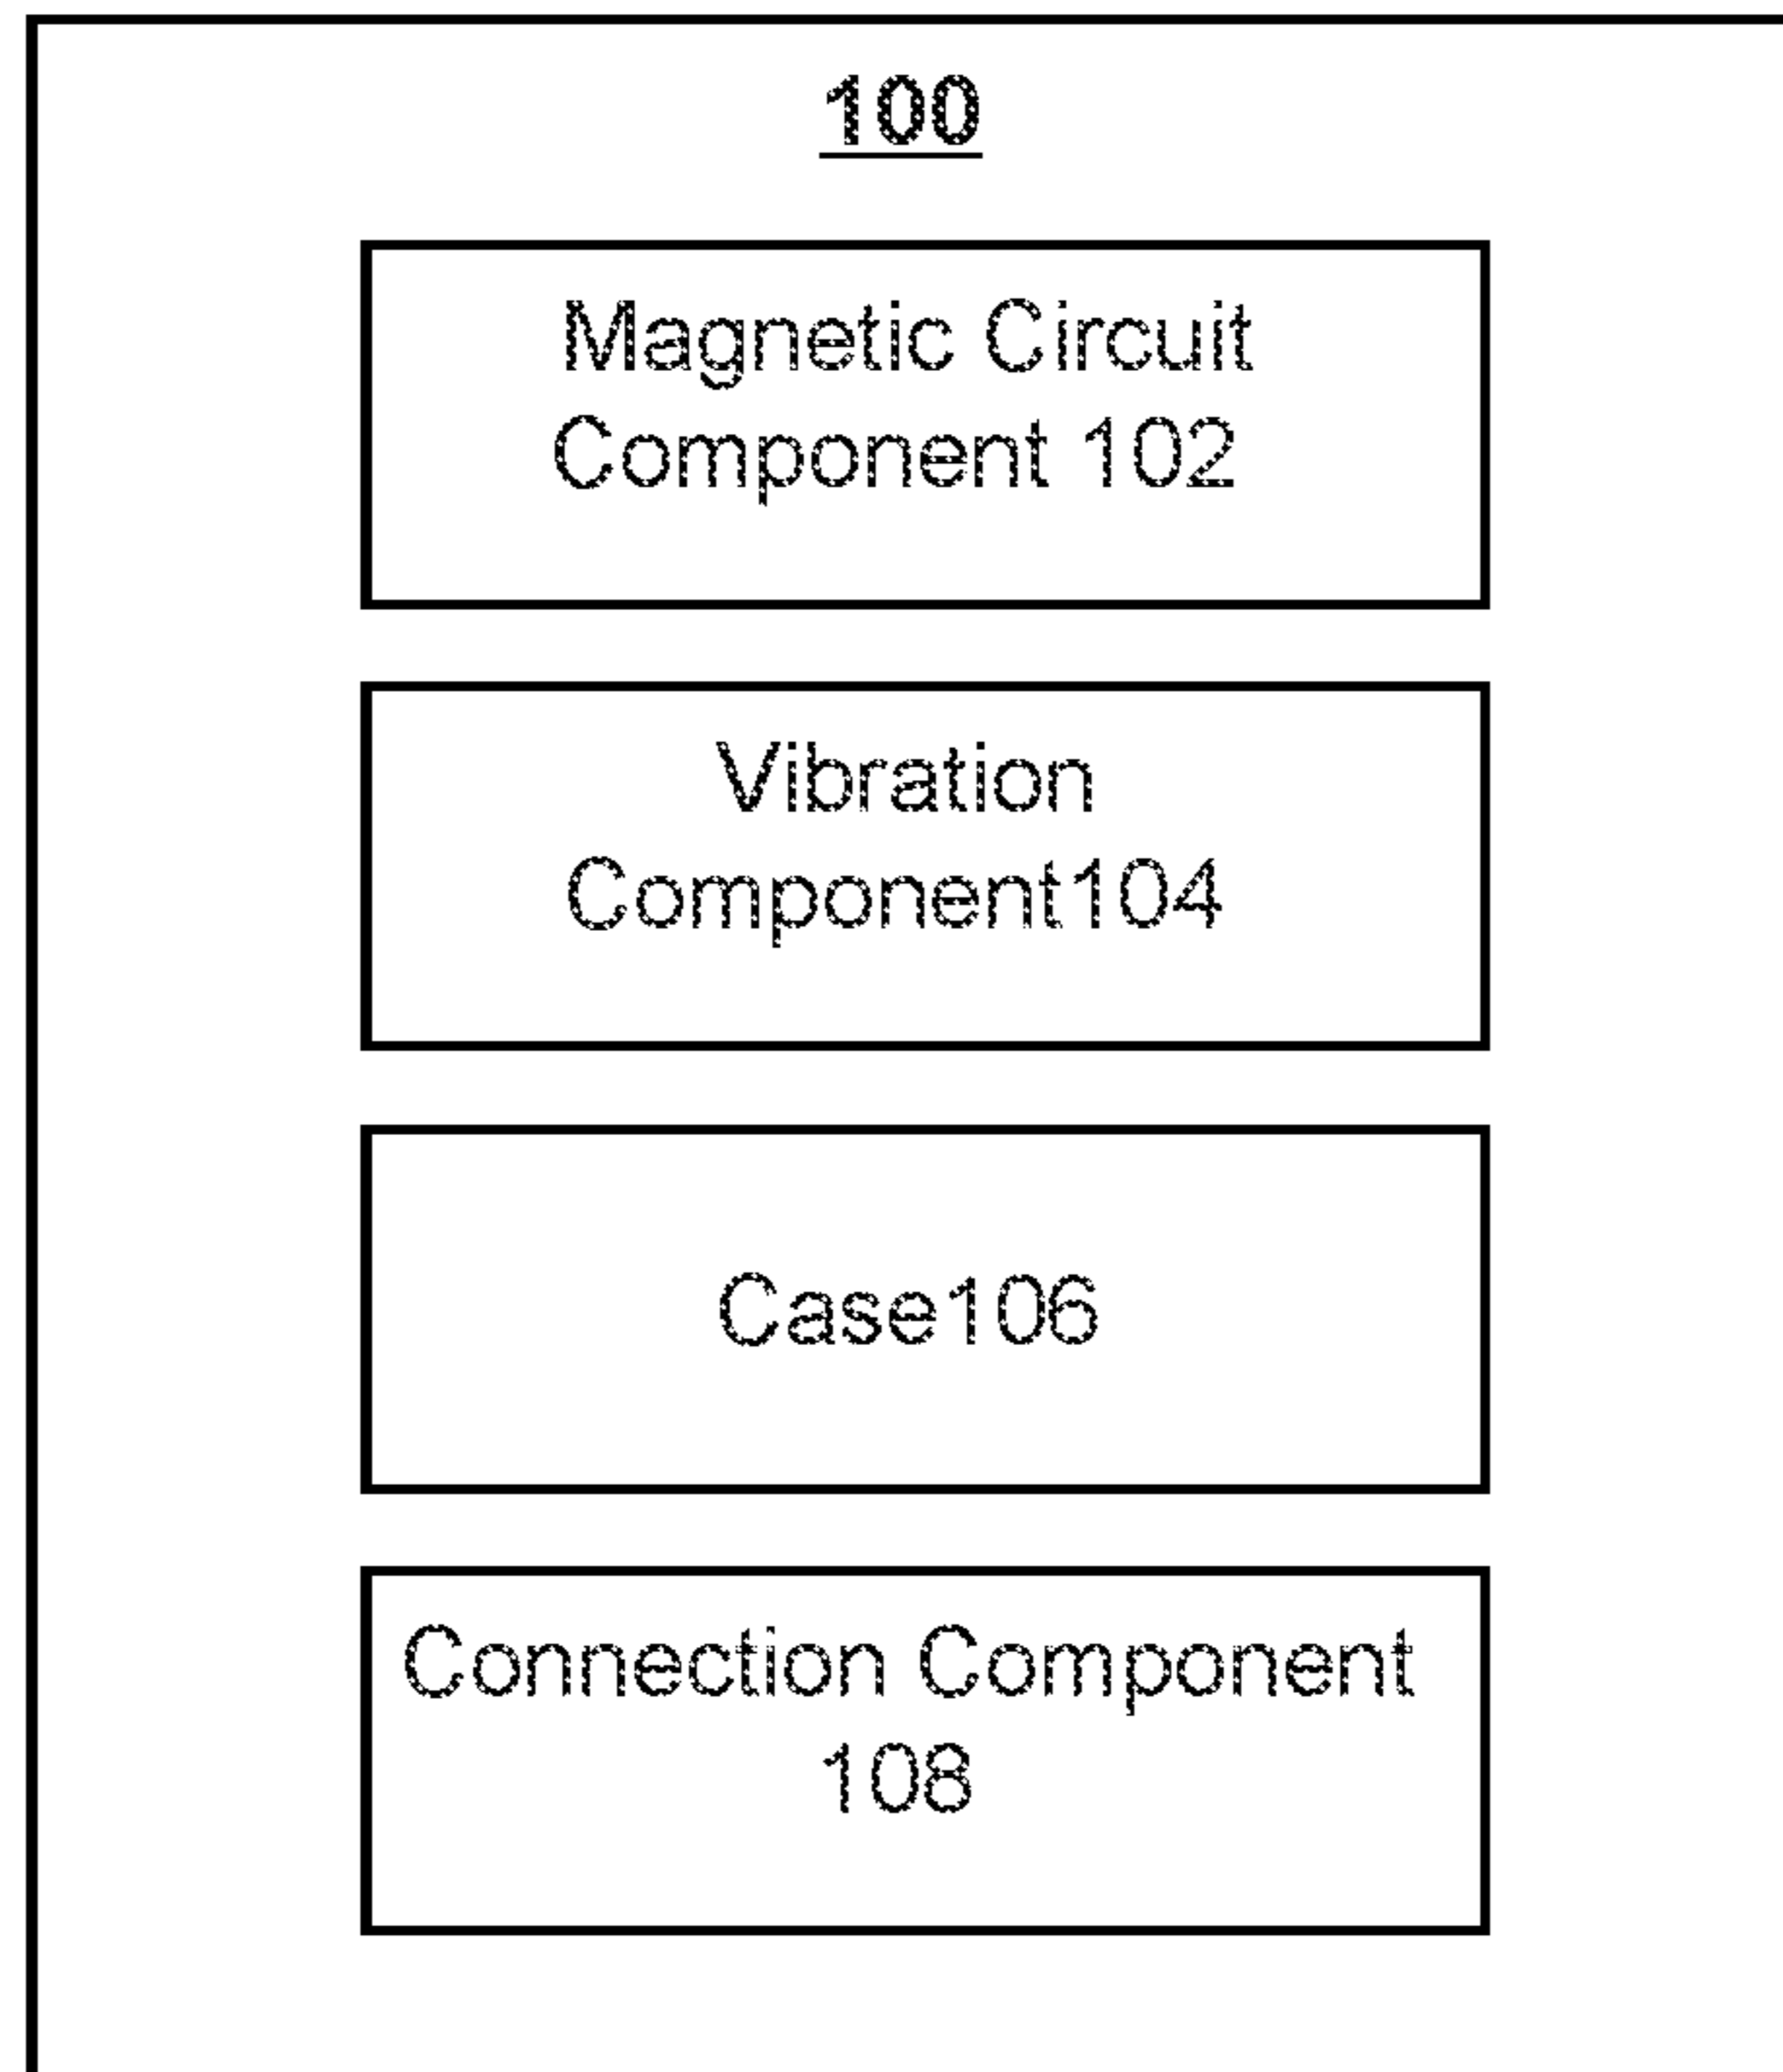 100
Magnetic Circuit
Component 102
Vibration
Component104
Case106
Connection Component
108